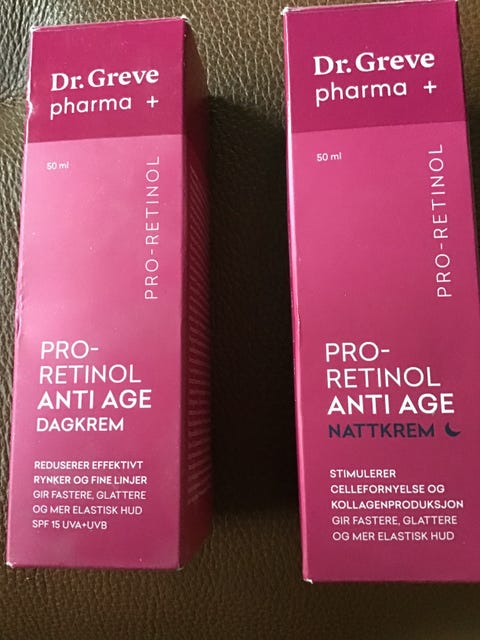 Dr. Greve
pharma +
50 ml
PRO-RETINOL
PRO-
RETINOL
ANTI AGE
DAGKREM
REDUSERER EFFEKTIVT
RYNKER OG FINE LINJER
GIR FASTERE, GLATTERE
OG MER ELASTISK HUD
SPF 15 UVA+UVB
Dr. Greve
pharma +
50 ml
PRO-RETINOL
PRO-
RETINOL
ANTI AGE
NATTKREM
STIMULERER
CELLEFORNYELSE OG
KOLLAGENPRODUKSJON
GIR FASTERE, GLATTERE
OG MER ELASTISK HUD